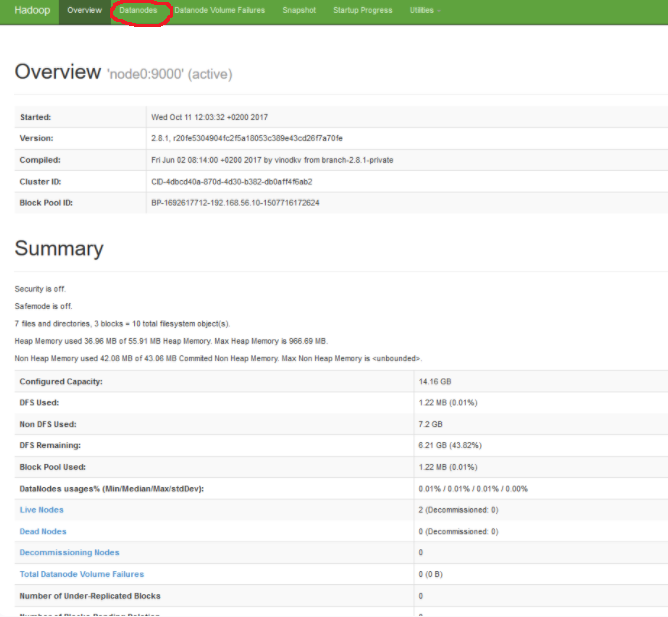 Hadoop Overview Datanodes Datanode Volume Failures Snapshot Startup Progress Utilities
Overview 'node0:9000' (active)
Started: Wed Oct 11 12:03:32 +0200 2017
Version: 2.8.1, r20fe5304904fc2f5a18053c389e43cd26f7a70fe
Compiled: Fri Jun 02 08:14:00 +0200 2017 by vinodkv from branch-2.8.1-private
Cluster ID: CID-4dbcd40a-870d-4d30-b382-db0aff4f6ab2
Block Pool ID: BP-1692617712-192.168.56.10-1507716172624
Summary
Security is off.
Safemode is off.
7 files and directories, 3 blocks = 10 total filesystem object(s).
Heap Memory used 36.96 MB of 55.91 MB Heap Memory. Max Heap Memory is 966.69 MB.
Non Heap Memory used 42.08 MB of 43.06 MB Commited Non Heap Memory. Max Non Heap Memory is <unbounded>.
Configured Capacity: 14.16 GB
DFS Used: 1.22 MB (0.01%)
Non DFS Used: 7.2 GB
DFS Remaining: 6.21 GB (43.82%)
Block Pool Used: 1.22 MB (0.01%)
DataNodes usages% (Min/Median/Max/stdDev): 0.01% / 0.01% / 0.01% / 0.00%
Live Nodes 2 (Decommissioned: 0)
Dead Nodes 0 (Decommissioned: 0)
Decommissioning Nodes 0
Total Datanode Volume Failures 0 (0 B)
Number of Under-Replicated Blocks 0
Number of Blocks Pending Deletion